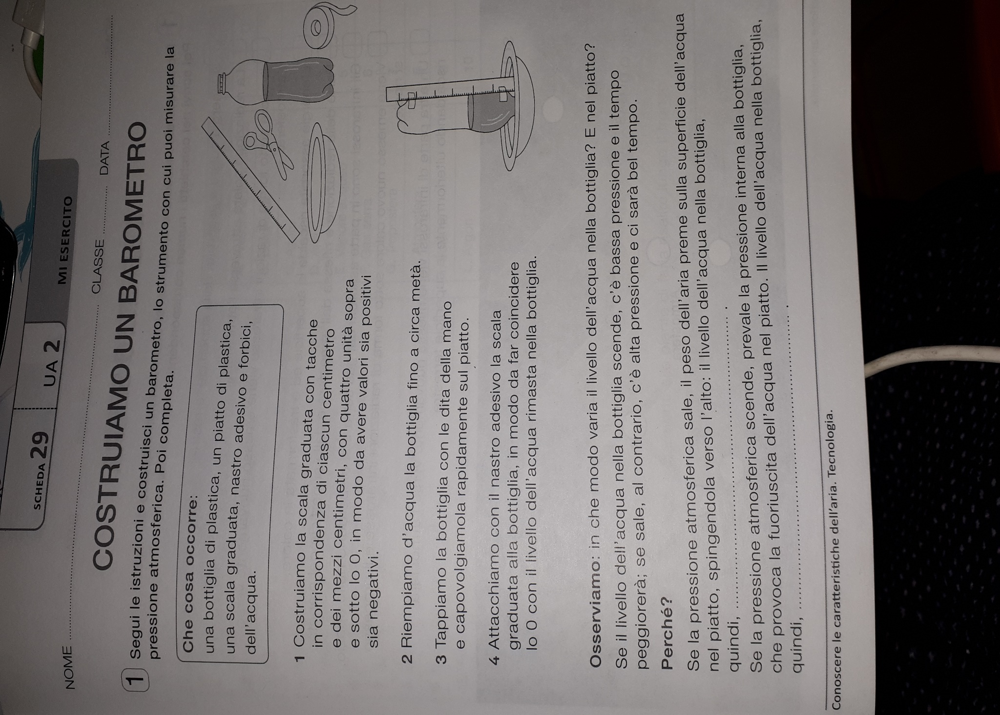 SCHEDA 29 UA 2
MI ESERCITO
NOME CLASSE DATA
COSTRUIAMO UN BAROMETRO
1 Segui le istruzioni e costruisci un barometro, lo strumento con cui puoi misurare la
pressione atmosferica. Poi completa.
Che cosa occorre:
una bottiglia di plastica, un piatto di plastica,
una scala graduata, nastro adesivo e forbici,
dell'acqua.
1 Costruiamo la scala graduata con tacche
in corrispondenza di ciascun centimetro
e dei mezzi centimetri, con quattro unità sopra
e sotto lo 0, in modo da avere valori sia positivi
sia negativi.
2 Riempiamo d'acqua la bottiglia fino a circa metà.
3 Tappiamo la bottiglia con le dita della mano
e capovolgiamola rapidamente sul piatto.
4 Attacchiamo con il nastro adesivo la scala
graduata alla bottiglia, in modo da far coincidere
lo 0 con il livello dell'acqua rimasta nella bottiglia.
Osserviamo: in che modo varia il livello dell'acqua nella bottiglia? E nel piatto?
Se il livello dell'acqua nella bottiglia scende, c'è bassa pressione e il tempo
peggiorerà; se sale, al contrario, c'è alta pressione e ci sarà bel tempo.
Perché?
Se la pressione atmosferica sale, il peso dell'aria preme sulla superficie dell'acqua
nel piatto, spingendola verso l'alto: il livello dell'acqua nella bottiglia,
quindi, .
Se la pressione atmosferica scende, prevale la pressione interna alla bottiglia,
che provoca la fuoriuscita dell'acqua nel piatto. Il livello dell'acqua nella bottiglia,
quindi, .
Conoscere le caratteristiche dell'aria. Tecnologia.